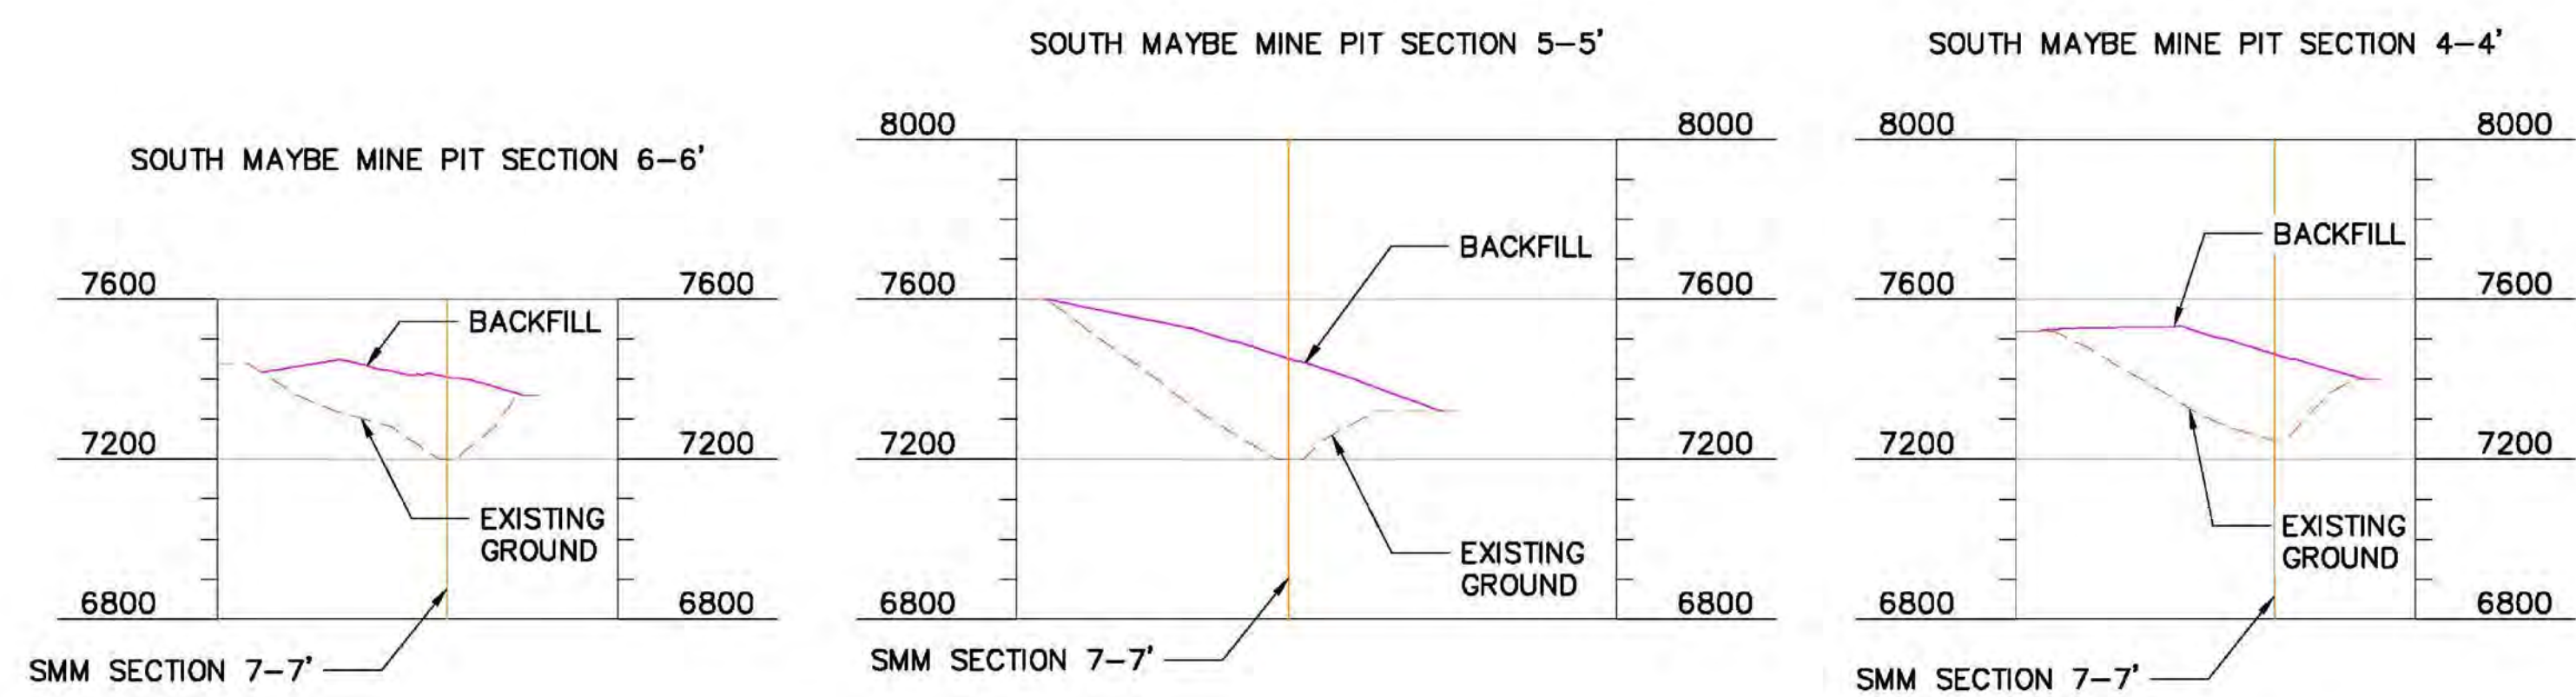 SOUTH MAYBE MINE PIT SECTION 6-6'
7600 7600
BACKFILL
7200 7200
EXISTING
GROUND
6800 6800
SMM SECTION 7-7'
SOUTH MAYBE MINE PIT SECTION 5-5'
8000 8000
BACKFILL
7600 7600
7200 7200
EXISTING
GROUND
6800 6800
SMM SECTION 7-7'
SOUTH MAYBE MINE PIT SECTION 4-4'
8000 8000
BACKFILL
7600 7600
7200 7200
EXISTING
GROUND
6800 6800
SMM SECTION 7-7'